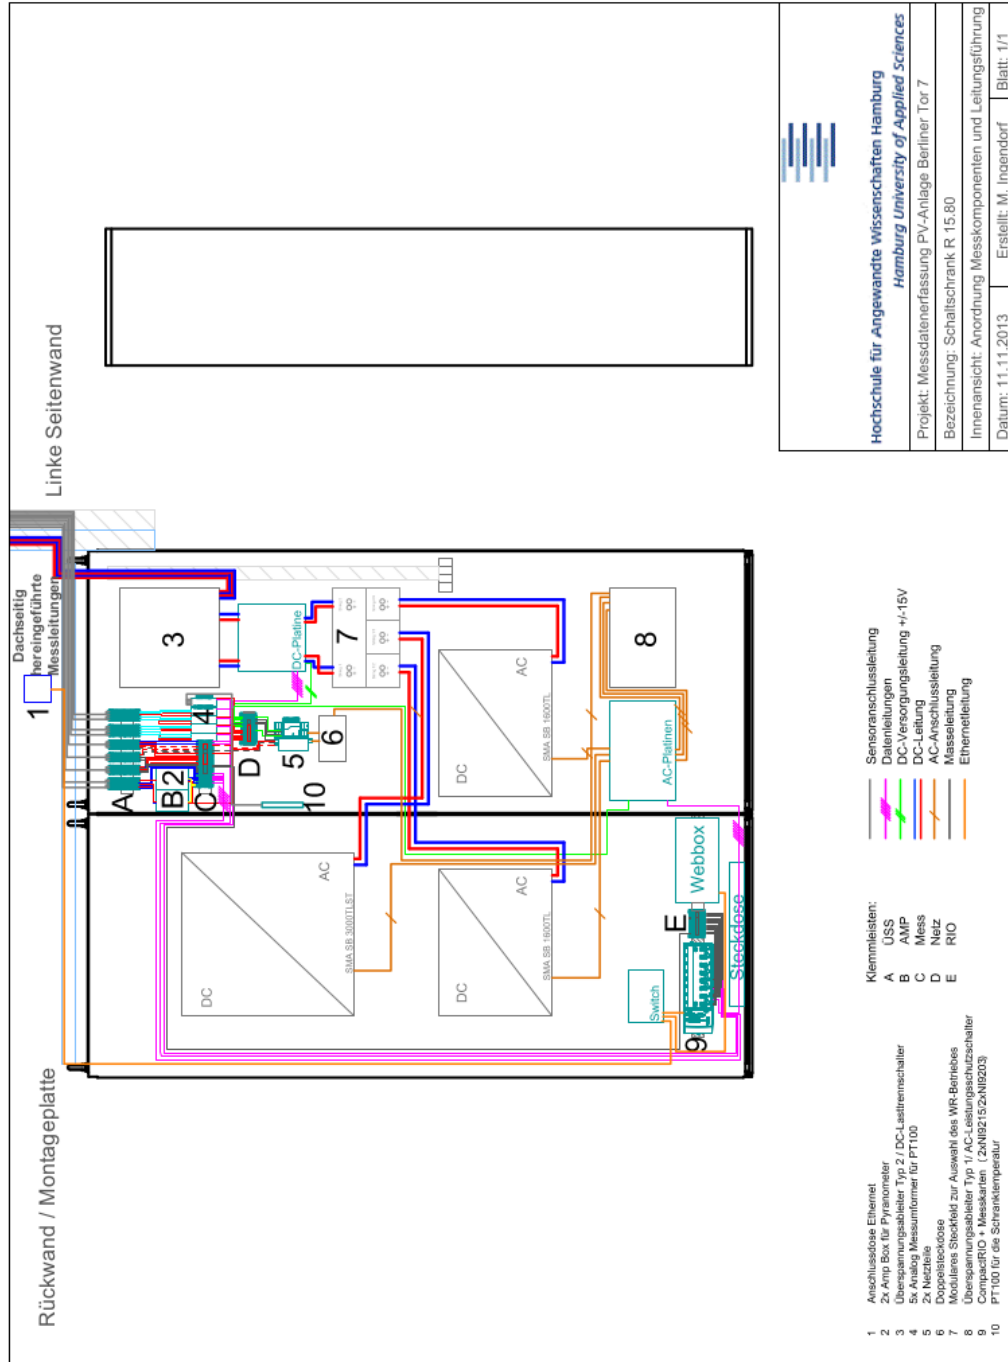 Rückwand / Montageplatte
Linke Seitenwand
Dachseitig
hereingeführte
Messleitungen
1
A
B
2
C
D
3
4
5
6
7
8
9
10
E
DC-Platine
DC
AC
SMA SB 3000TLST
DC
AC
SMA SB 1600TL
DC
AC
SMA SB 1600TL
AC-Platinen
Switch
Webbox
Steckdose
1 Anschlussdose Ethernet
2 2x Amp Box für Pyranometer
3 Überspannungsableiter Typ 2 / DC-Lasttrennschalter
4 5x Analog Messumformer für PT100
5 2x Netzteile
6 Doppelsteckdose
7 Modulares Steckfeld zur Auswahl des WR-Betriebes
8 Überspannungsableiter Typ 1/ AC-Leistungsschutzschalter
9 CompactRIO + Messkarten ( 2xNI9215/2xNI9203)
10 PT100 für die Schranktemperatur
Klemmleisten:
A ÜSS
B AMP
C Mess
D Netz
E RIO
Sensoranschlussleitung
Datenleitungen
DC-Versorgungsleitung +/-15V
DC-Leitung
AC-Anschlussleitung
Masseleitung
Ethernetleitung
Hochschule für Angewandte Wissenschaften Hamburg
Hamburg University of Applied Sciences
Projekt: Messdatenerfassung PV-Anlage Berliner Tor 7
Bezeichnung: Schaltschrank R 15.80
Innenansicht: Anordnung Messkomponenten und Leitungsführung
Datum: 11.11.2013 Erstellt: M. Ingendorf Blatt: 1/1